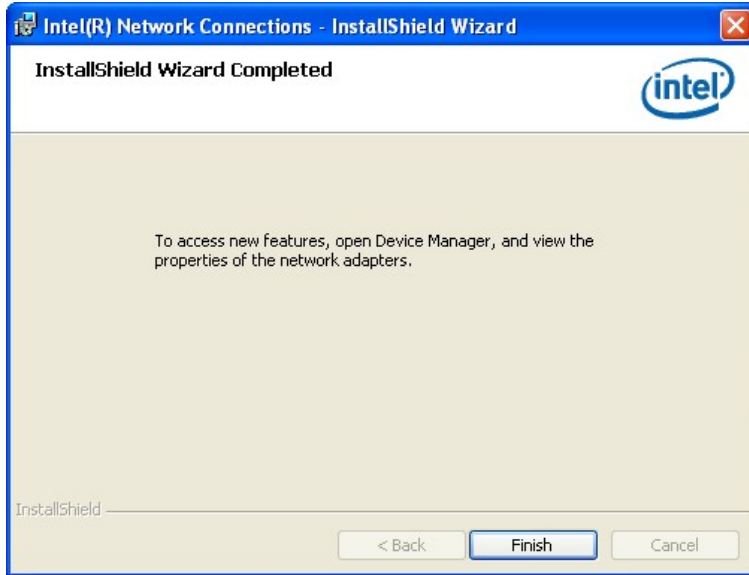 Intel(R) Network Connections - InstallShield Wizard
InstallShield Wizard Completed
intel
To access new features, open Device Manager, and view the
properties of the network adapters.
InstallShield
< Back
Finish
Cancel